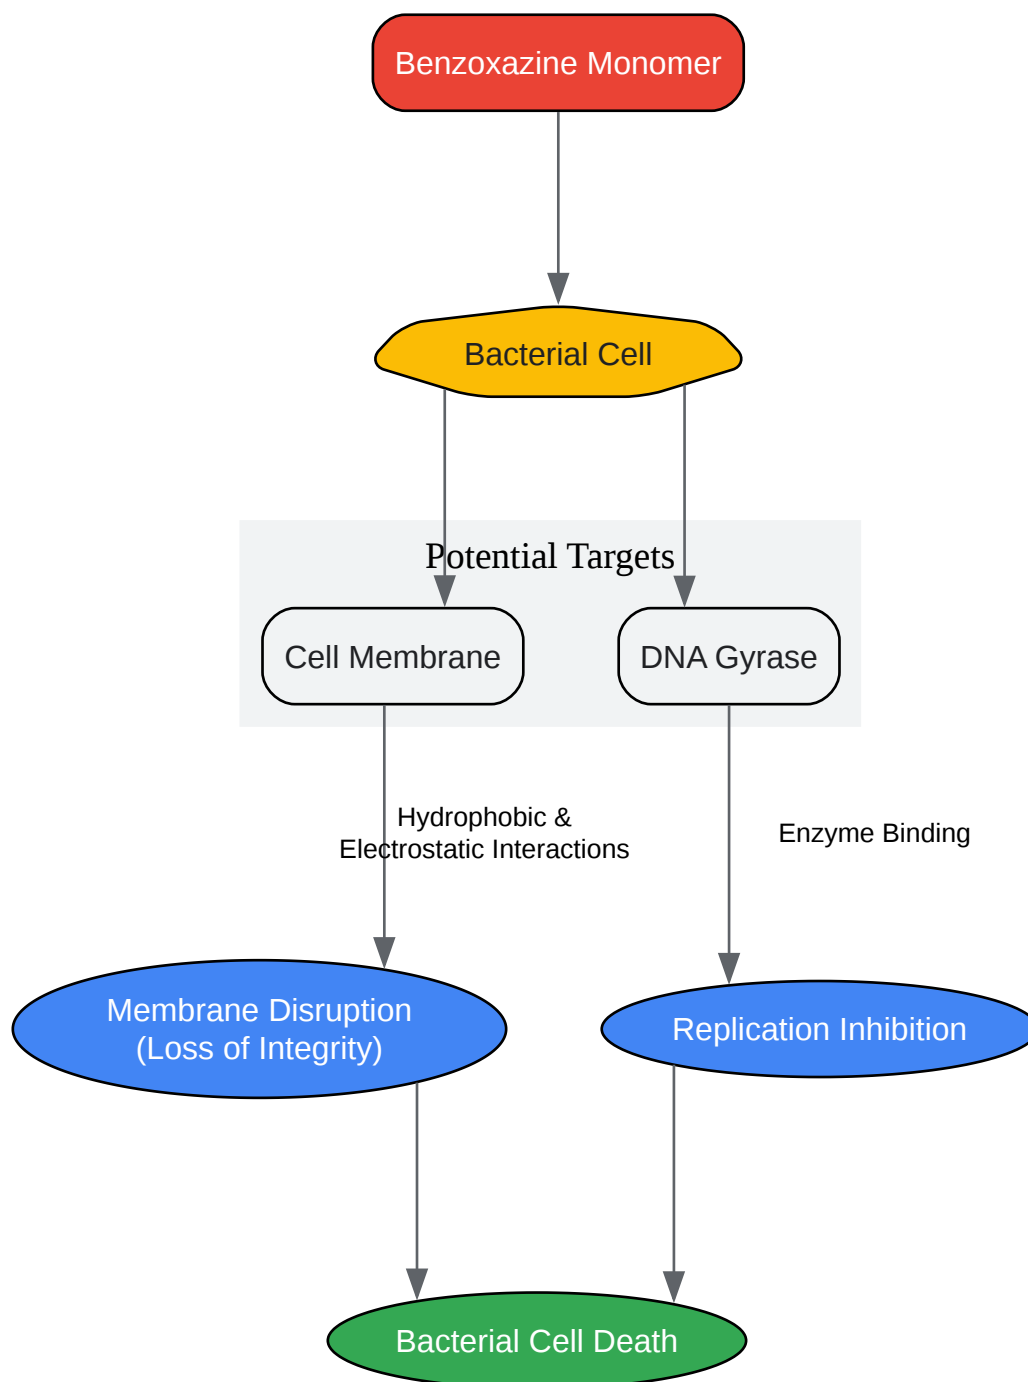 Benzoxazine Monomer
Bacterial Cell
Potential Targets
Cell Membrane
DNA Gyrase
Hydrophobic &
Electrostatic Interactions
Enzyme Binding
Membrane Disruption
(Loss of Integrity)
Replication Inhibition
Bacterial Cell Death